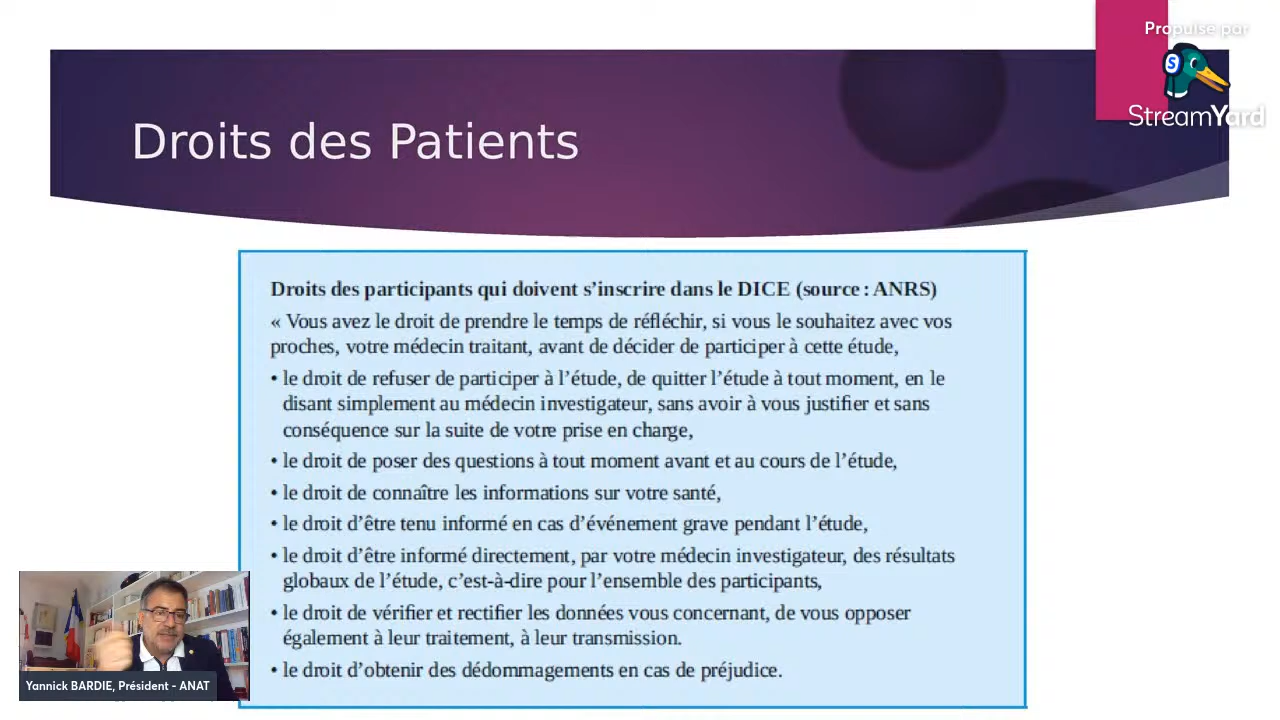 Propulsé par
StreamYard
Droits des Patients
Droits des participants qui doivent s’inscrire dans le DICE (source : ANRS)
« Vous avez le droit de prendre le temps de réfléchir, si vous le souhaitez avec vos
proches, votre médecin traitant, avant de décider de participer à cette étude,
• le droit de refuser de participer à l’étude, de quitter l’étude à tout moment, en le
disant simplement au médecin investigateur, sans avoir à vous justifier et sans
conséquence sur la suite de votre prise en charge,
• le droit de poser des questions à tout moment avant et au cours de l’étude,
• le droit de connaître les informations sur votre santé,
• le droit d’être tenu informé en cas d’événement grave pendant l’étude,
• le droit d’être informé directement, par votre médecin investigateur, des résultats
globaux de l’étude, c’est-à-dire pour l’ensemble des participants,
• le droit de vérifier et rectifier les données vous concernant, de vous opposer
également à leur traitement, à leur transmission.
• le droit d’obtenir des dédommagements en cas de préjudice.
Yannick BARDIE, Président - ANAT